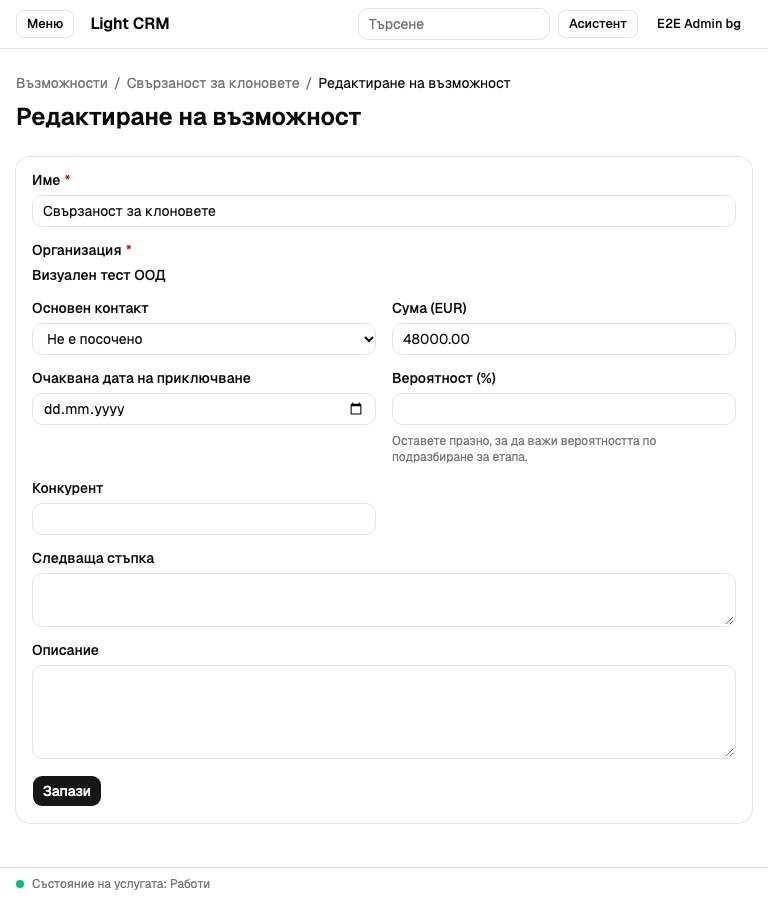 Меню
Light CRM
Търсене
Асистент
E2E Admin bg
Възможности / Свързаност за клоновете / Редактиране на възможност
Редактиране на възможност
Име *
Свързаност за клоновете
Организация *
Визуален тест ООД
Основен контакт
Сума (EUR)
Не е посочено
48000.00
Очаквана дата на приключване
Вероятност (%)
dd.mm.yyyy
Оставете празно, за да важи вероятността по
подразбиране за етапа.
Конкурент
Следваща стъпка
Описание
Запази
Състояние на услугата: Работи